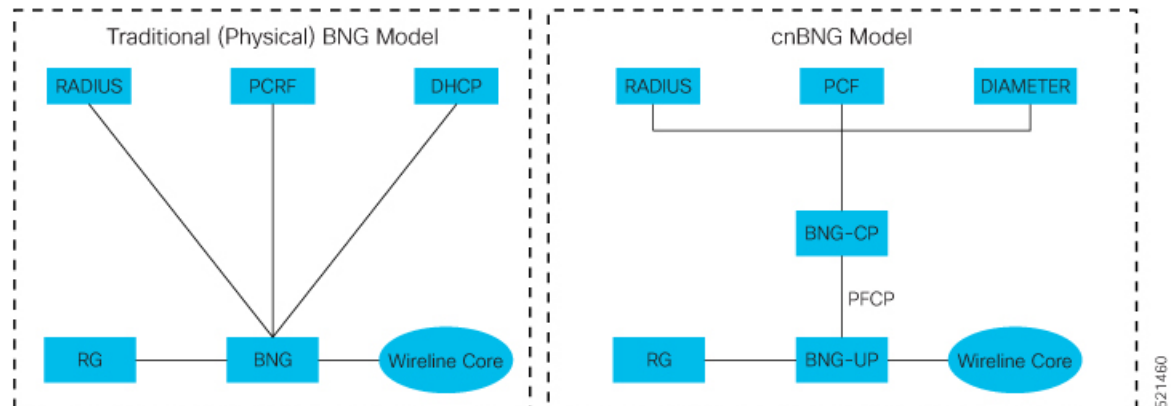 Traditional (Physical) BNG Model
RADIUS
PCRF
DHCP
RG
BNG
Wireline Core
cnBNG Model
RADIUS
PCF
DIAMETER
BNG-CP
PFCP
RG
BNG-UP
Wireline Core
521460